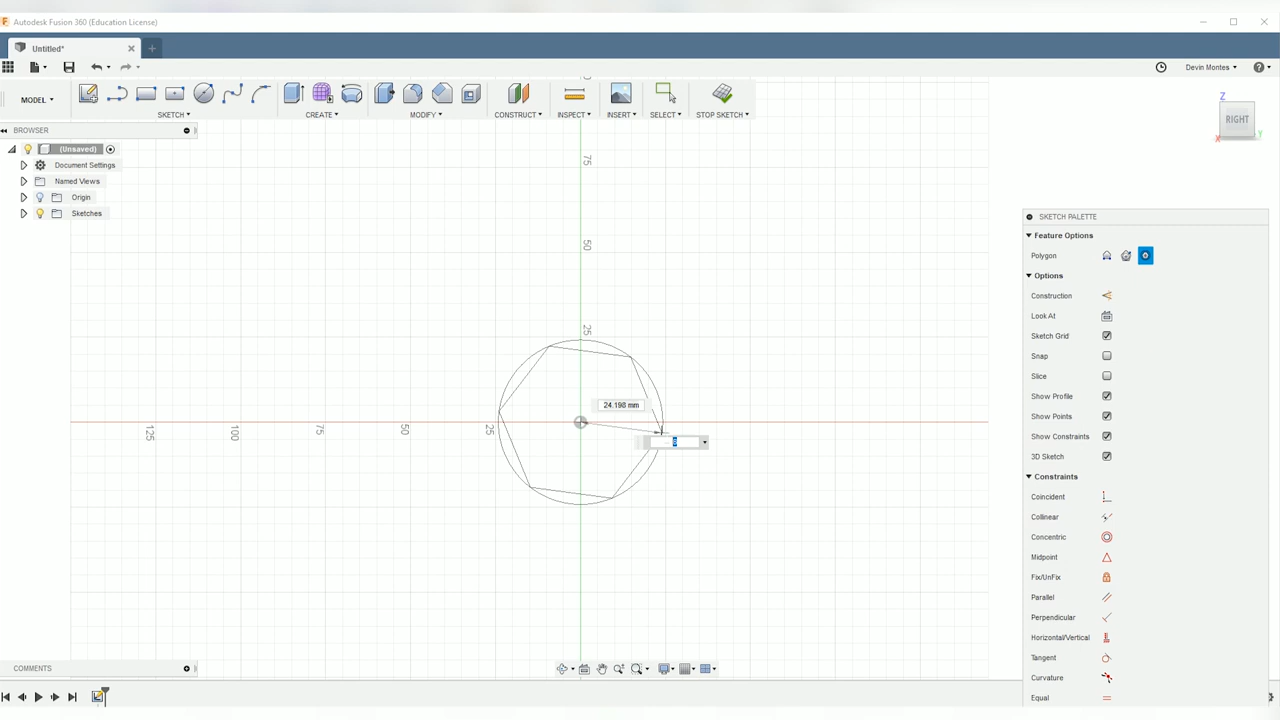 Autodesk Fusion 360 (Education License)
Untitled*
Devin Montes
MODEL
SKETCH
CREATE
MODIFY
CONSTRUCT
INSPECT
INSERT
SELECT
STOP SKETCH
BROWSER
(Unsaved)
Document Settings
Named Views
Origin
Sketches
Z
RIGHT
X
Y
75
50
25
125
100
75
50
25
24.198 mm
SKETCH PALETTE
Feature Options
Polygon
Options
Construction
Look At
Sketch Grid
Snap
Slice
Show Profile
Show Points
Show Constraints
3D Sketch
Constraints
Coincident
Collinear
Concentric
Midpoint
Fix/UnFix
Parallel
Perpendicular
Horizontal/Vertical
Tangent
Curvature
Equal
COMMENTS